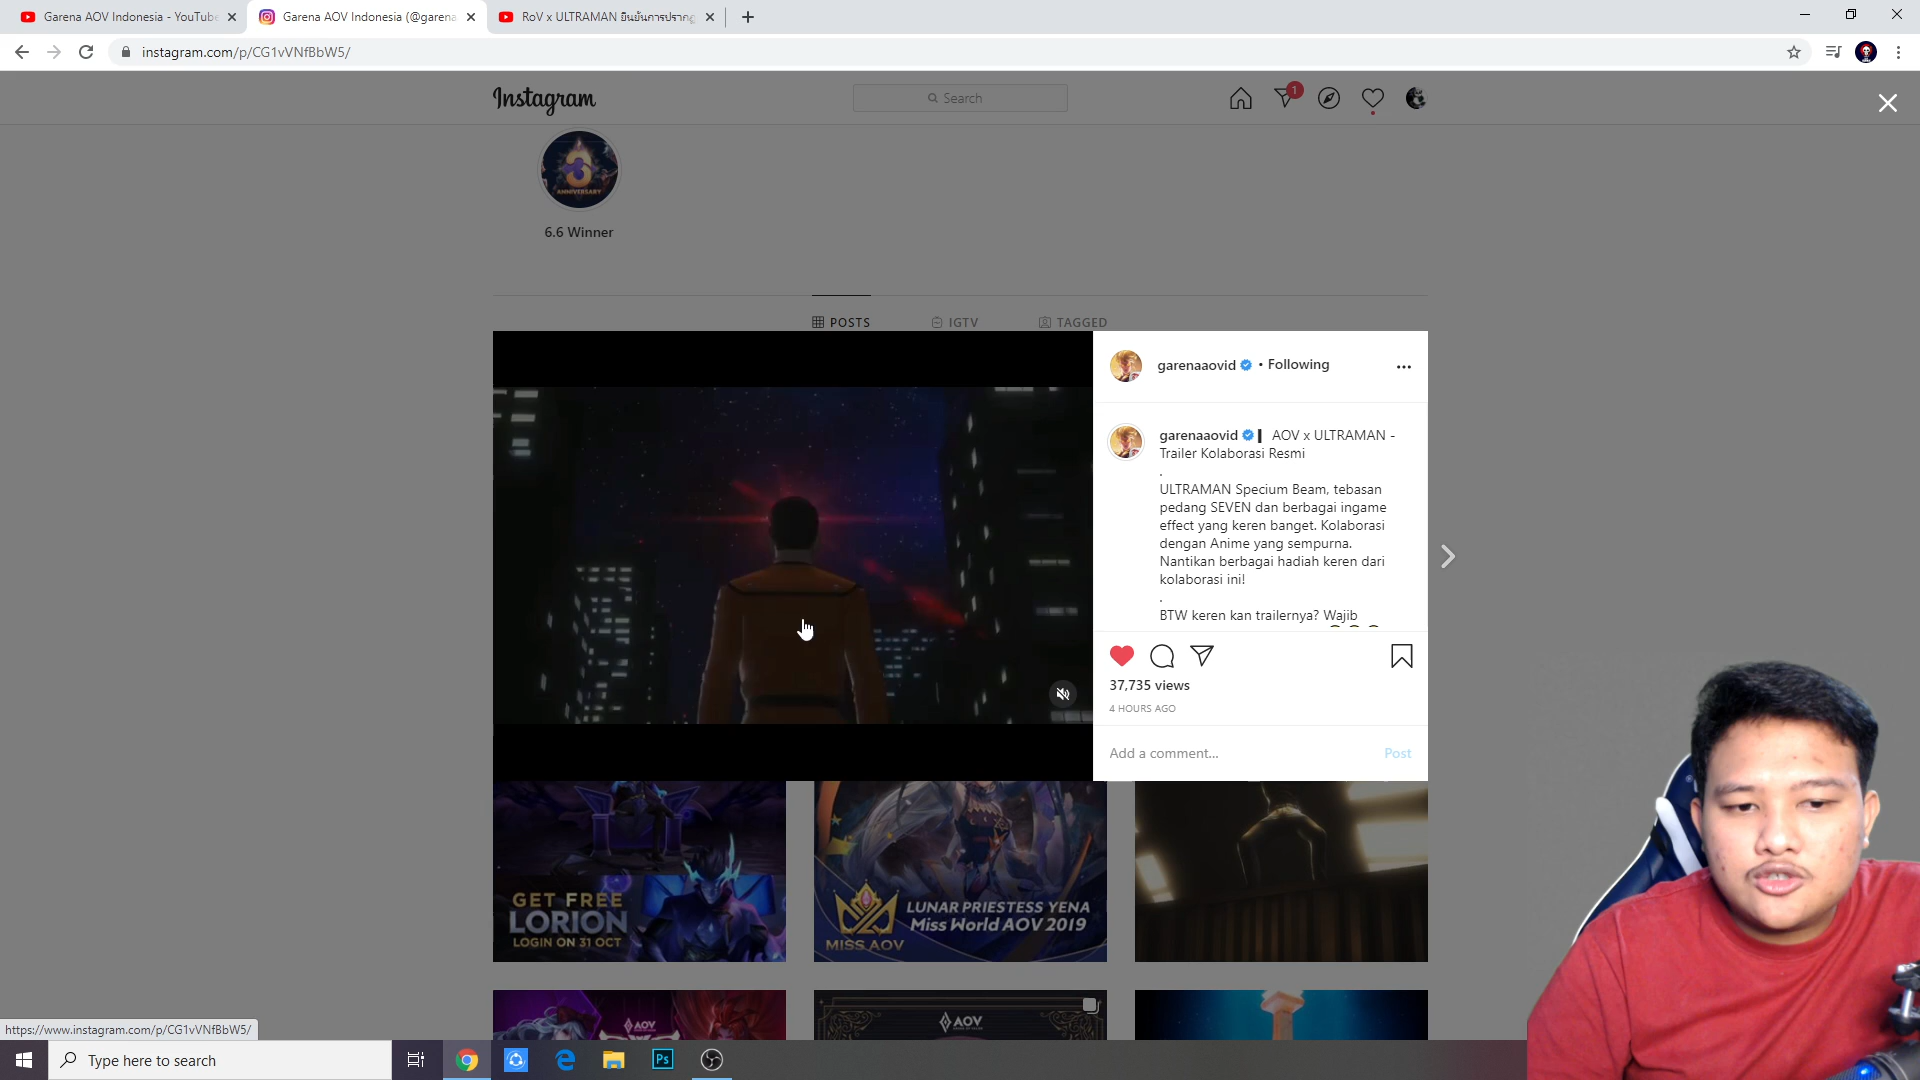 Garena AOV Indonesia - YouTube
Garena AOV Indonesia (@garena
RoV x ULTRAMAN ยืนยันการปรากฏ
instagram.com/p/CG1vVNfBbW5/
Instagram
Search
1
3
ANNIVERSARY
6.6 Winner
POSTS
IGTV
TAGGED
garenaaovid • Following
garenaaovid AOV x ULTRAMAN -
Trailer Kolaborasi Resmi
.
ULTRAMAN Specium Beam, tebasan
pedang SEVEN dan berbagai ingame
effect yang keren banget. Kolaborasi
dengan Anime yang sempurna.
Nantikan berbagai hadiah keren dari
kolaborasi ini!
.
BTW keren kan trailernya? Wajib
37,735 views
4 HOURS AGO
Add a comment...
Post
GET FREE
LORION
LOGIN ON 31 OCT
MISS AOV
LUNAR PRIESTESS YENA
Miss World AOV 2019
AOV
AOV
https://www.instagram.com/p/CG1vVNfBbW5/
Type here to search
Ps